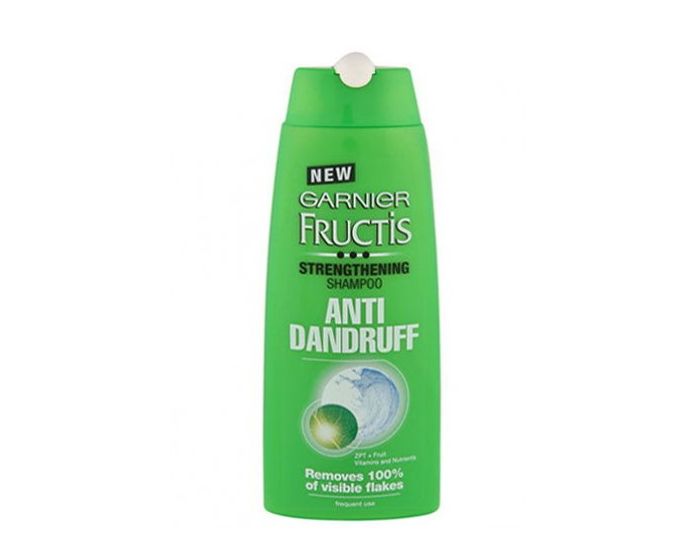 NEW
GARNIER
FRUCTIS
STRENGTHENING
SHAMPOO
ANTI
DANDRUFF
ZPT + Fruit
Vitamins and Nutrients
Removes 100%
of visible flakes
frequent use